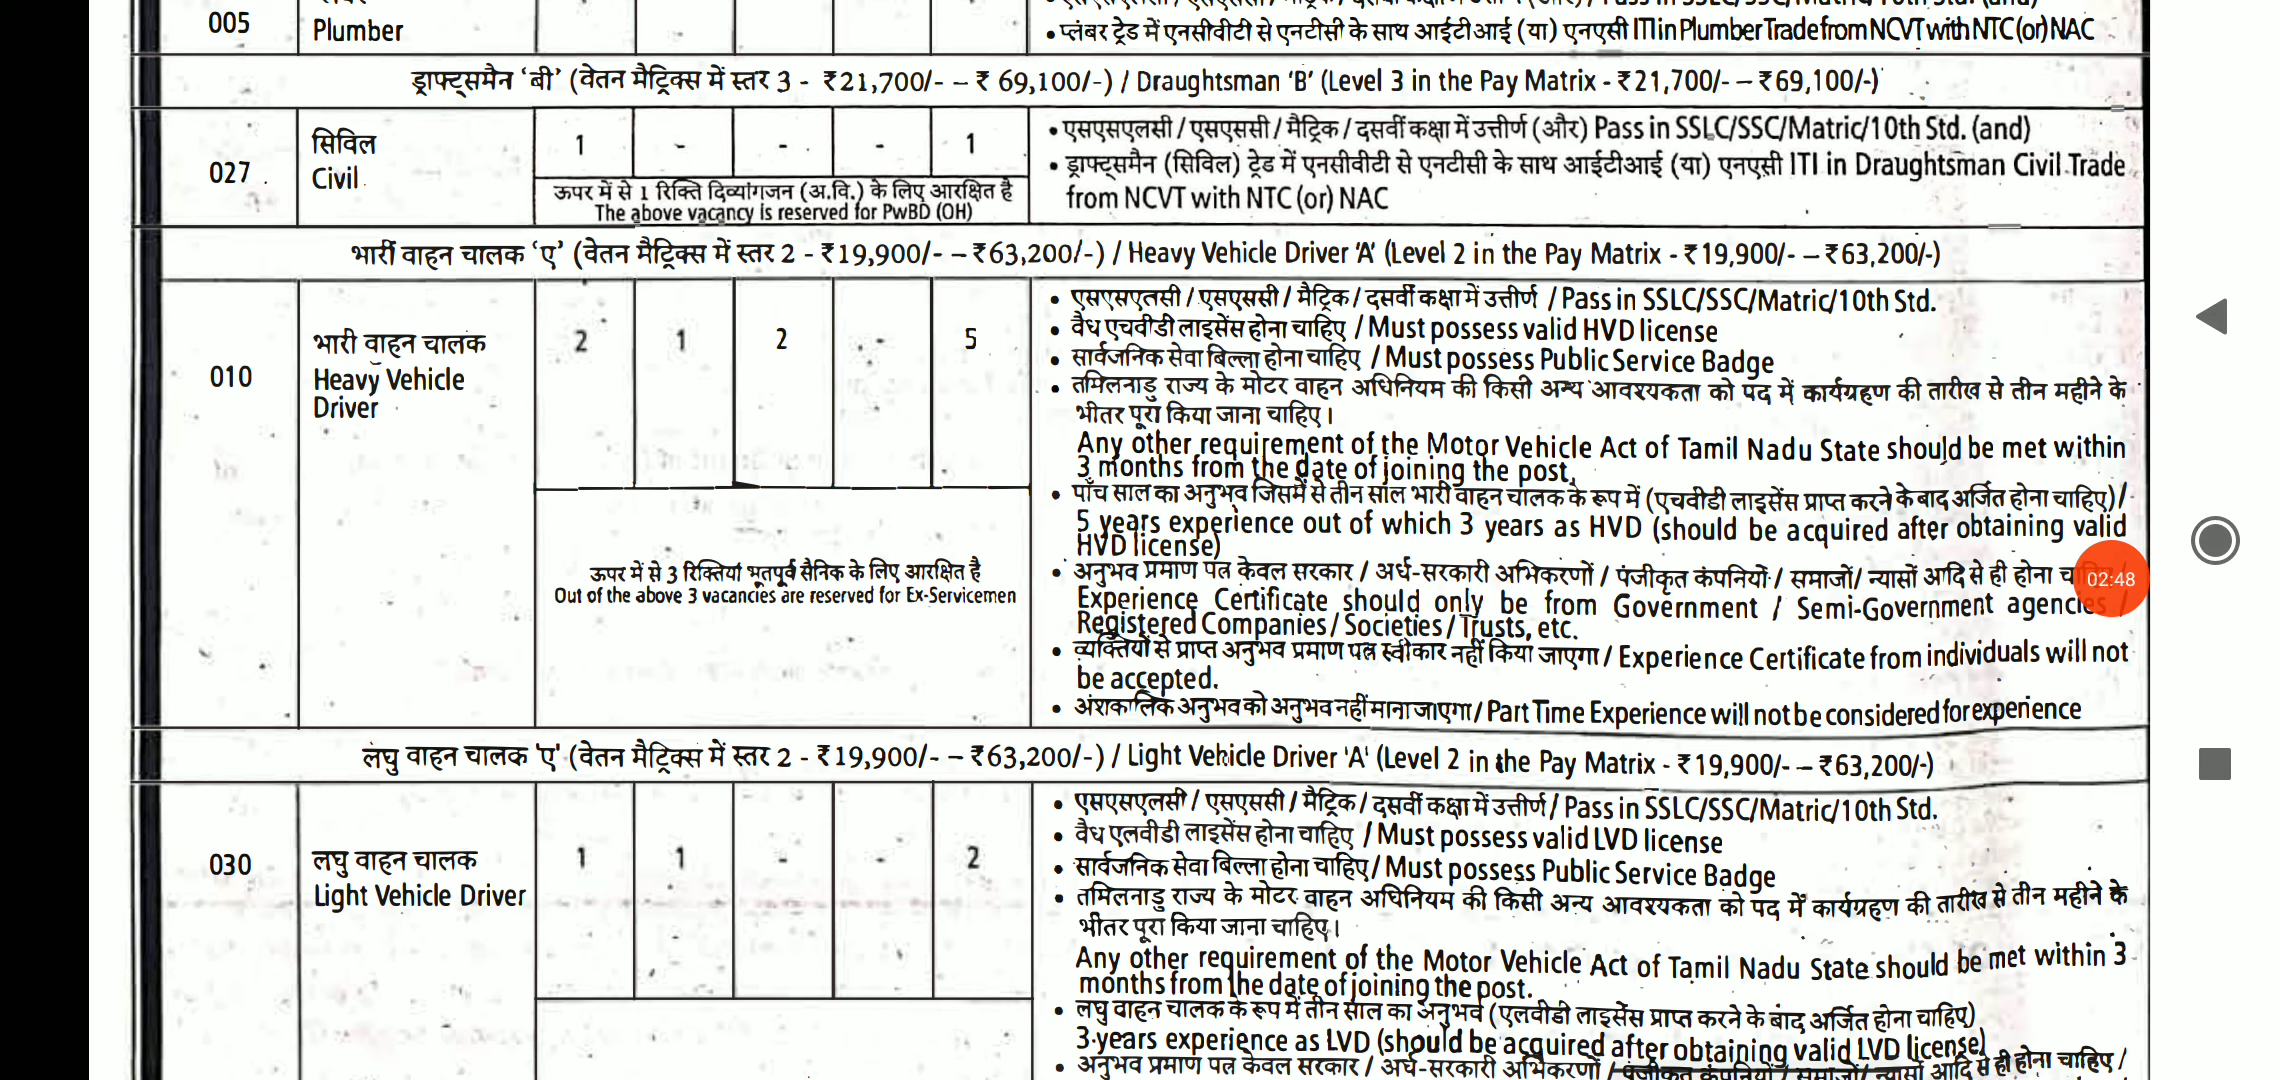 005
Plumber
• प्लंबर ट्रेड में एनसीवीटी से एनटीसी के साथ आईटीआई (या) एनएसी ITI in Plumber Trade from NCVT with NTC (or) NAC
ड्राफ्ट्समैन ‘बी’ (वेतन मैट्रिक्स में स्तर 3 - ₹21,700/- – ₹ 69,100/-) / Draughtsman ‘B’ (Level 3 in the Pay Matrix - ₹21,700/- – ₹69,100/-)
027
सिविल
Civil
1 - - - 1
ऊपर में से 1 रिक्ति दिव्यांगजन (अ.वि.) के लिए आरक्षित है
The above vacancy is reserved for PwBD (OH)
• एसएसएलसी / एसएससी / मैट्रिक / दसवीं कक्षा में उत्तीर्ण (और) Pass in SSLC/SSC/Matric/10th Std. (and)
• ड्राफ्ट्समैन (सिविल) ट्रेड में एनसीवीटी से एनटीसी के साथ आईटीआई (या) एनएसी ITI in Draughtsman Civil Trade
from NCVT with NTC (or) NAC
भारी वाहन चालक ‘ए’ (वेतन मैट्रिक्स में स्तर 2 - ₹19,900/- – ₹63,200/-) / Heavy Vehicle Driver ‘A’ (Level 2 in the Pay Matrix - ₹19,900/- – ₹63,200/-)
010
भारी वाहन चालक
Heavy Vehicle
Driver
2 1 2 - 5
ऊपर में से 3 रिक्तियां भूतपूर्व सैनिक के लिए आरक्षित है
Out of the above 3 vacancies are reserved for Ex-Servicemen
• एसएसएलसी / एसएससी / मैट्रिक / दसवीं कक्षा में उत्तीर्ण / Pass in SSLC/SSC/Matric/10th Std.
• वैध एचवीडी लाइसेंस होना चाहिए / Must possess valid HVD license
• सार्वजनिक सेवा बिल्ला होना चाहिए / Must possess Public Service Badge
• तमिलनाडु राज्य के मोटर वाहन अधिनियम की किसी अन्य आवश्यकता को पद में कार्यग्रहण की तारीख से तीन महीने के
भीतर पूरा किया जाना चाहिए।
Any other requirement of the Motor Vehicle Act of Tamil Nadu State should be met within
3 months from the date of joining the post.
• पाँच साल का अनुभव जिसमें से तीन साल भारी वाहन चालक के रूप में (एचवीडी लाइसेंस प्राप्त करने के बाद अर्जित होना चाहिए)/
5 years experience out of which 3 years as HVD (should be acquired after obtaining valid
HVD license)
• अनुभव प्रमाण पत्र केवल सरकार / अर्ध-सरकारी अभिकरणों / पंजीकृत कंपनियों / समाजों/ न्यासों आदि से ही होना
02:48
Experience Certificate should only be from Government / Semi-Government agencies /
Registered Companies / Societies / Trusts, etc.
• व्यक्तियों से प्राप्त अनुभव प्रमाण पत्र स्वीकार नहीं किया जाएगा / Experience Certificate from individuals will not
be accepted.
• अंशकालिक अनुभव को अनुभव नहीं माना जाएगा/ Part Time Experience will not be considered for experience
लघु वाहन चालक 'ए' (वेतन मैट्रिक्स में स्तर 2 - ₹19,900/- – ₹63,200/-) / Light Vehicle Driver 'A' (Level 2 in the Pay Matrix - ₹19,900/- – ₹63,200/-)
030
लघु वाहन चालक
Light Vehicle Driver
1 1 - - 2
• एसएसएलसी / एसएससी / मैट्रिक / दसवीं कक्षा में उत्तीर्ण / Pass in SSLC/SSC/Matric/10th Std.
• वैध एलवीडी लाइसेंस होना चाहिए / Must possess valid LVD license
• सार्वजनिक सेवा बिल्ला होना चाहिए/ Must possess Public Service Badge
• तमिलनाडु राज्य के मोटर वाहन अधिनियम की किसी अन्य आवश्यकता को पद में कार्यग्रहण की तारीख से तीन महीने के
भीतर पूरा किया जाना चाहिए।
Any other requirement of the Motor Vehicle Act of Tamil Nadu State should be met within 3
months from the date of joining the post.
• लघु वाहन चालक के रूप में तीन साल का अनुभव (एलवीडी लाइसेंस प्राप्त करने के बाद अर्जित होना चाहिए)
3 years experience as LVD (should be acquired after obtaining valid LVD license)
• अनुभव प्रमाण पत्र केवल सरकार / अर्ध-सरकारी अभिकरणों / पंजीकृत कंपनियों / समाजों/ न्यासों आदि से ही होना चाहिए /